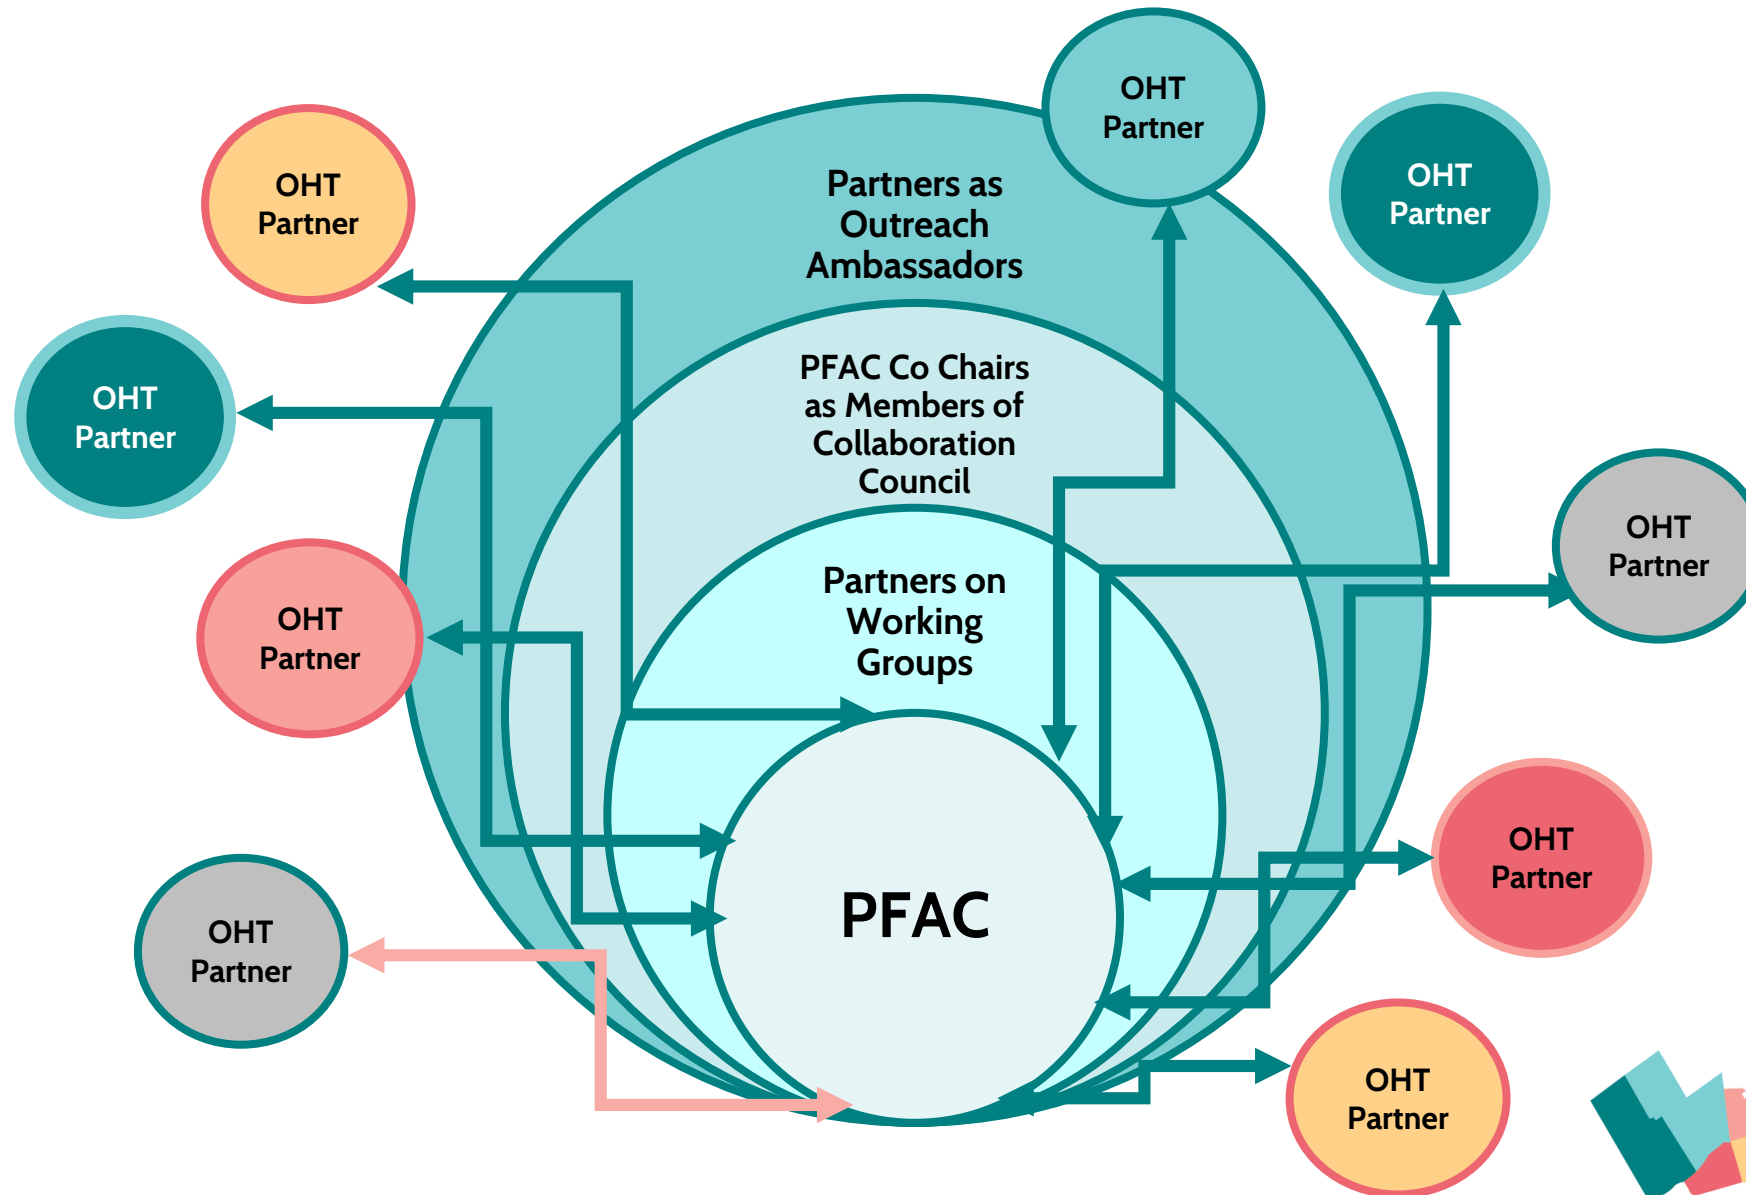 OHT
Partner
OHT
Partner
OHT
Partner
OHT
Partner
Partners as
Outreach
Ambassadors
PFAC Co Chairs
as Members of
Collaboration
Council
OHT
Partner
OHT
Partner
Partners on
Working
Groups
OHT
Partner
OHT
Partner
PFAC
OHT
Partner
OHT
Partner